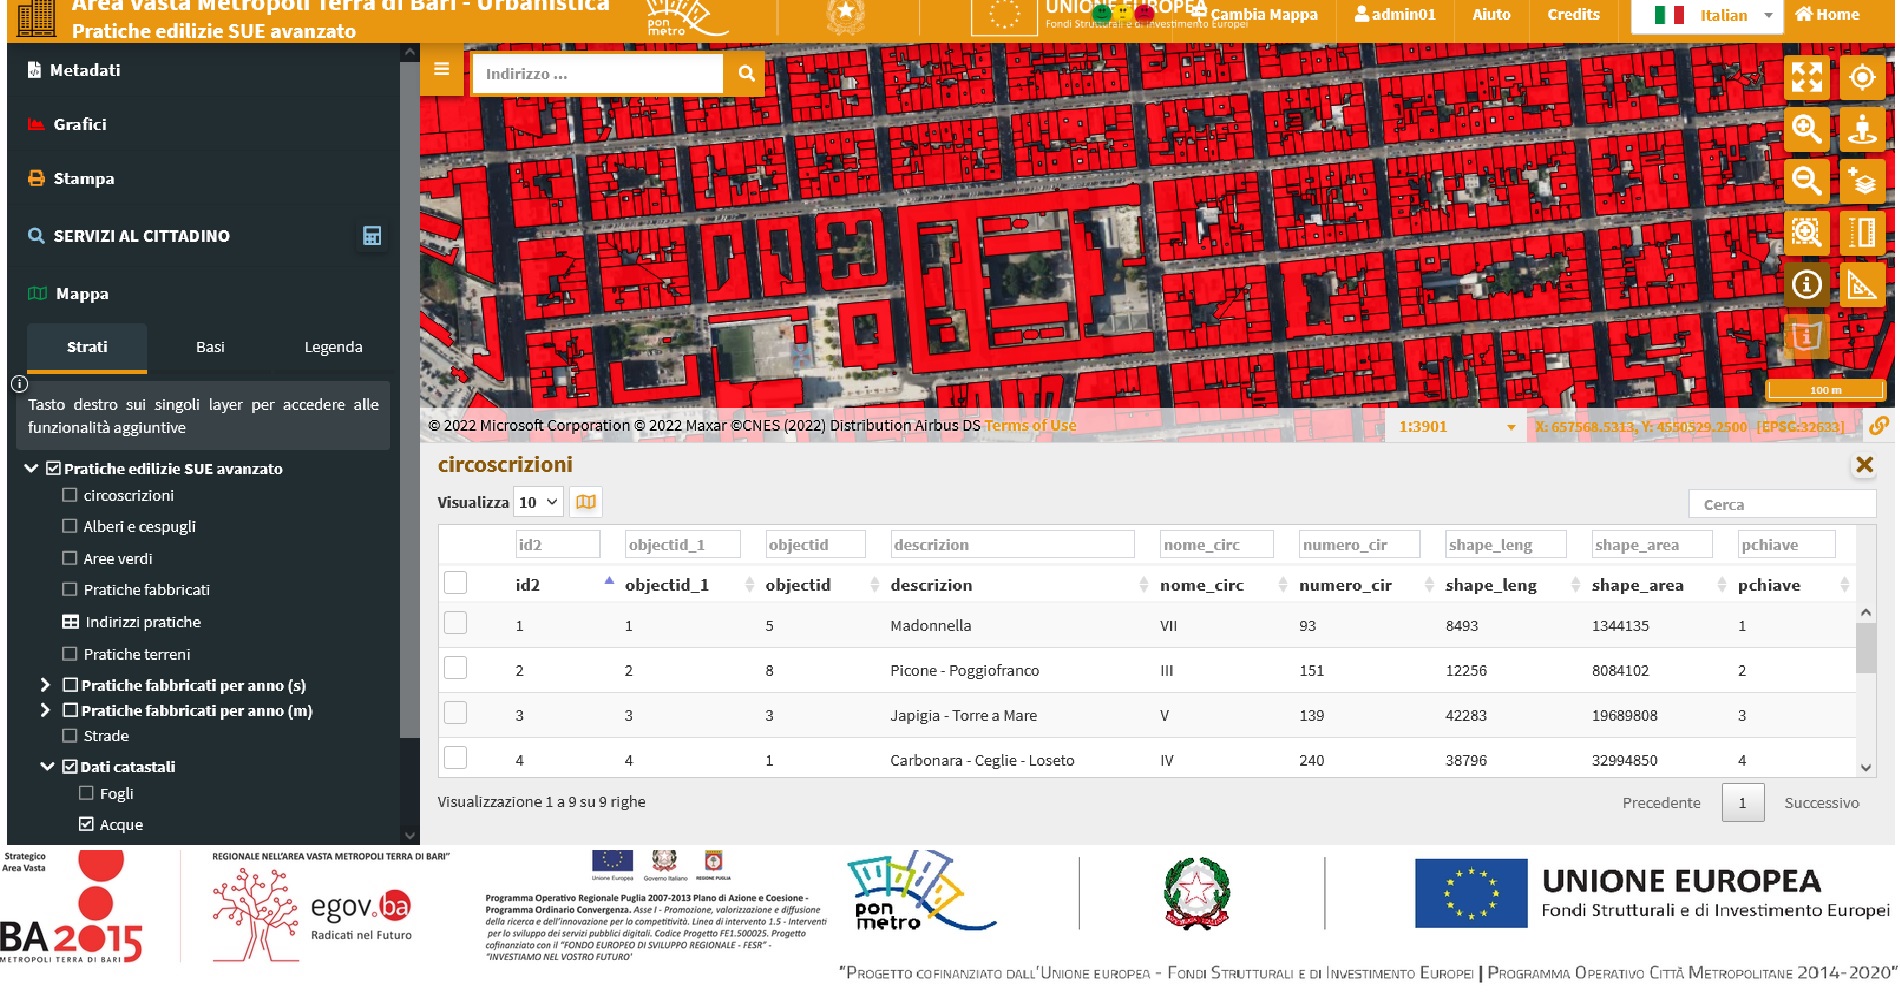 Area Vasta Metropoli Terra di Bari - Urbanistica
Pratiche edilizie SUE avanzato
pon
metro
UNIONE EUROPEA
Fondi Strutturali e di Investimento Europei
Cambia Mappa
admin01
Aiuto
Credits
Italian
Home
Metadati
Grafici
Stampa
SERVIZI AL CITTADINO
Mappa
Strati Basi Legenda
Tasto destro sui singoli layer per accedere alle
funzionalità aggiuntive
Pratiche edilizie SUE avanzato
circoscrizioni
Alberi e cespugli
Aree verdi
Pratiche fabbricati
Indirizzi pratiche
Pratiche terreni
Pratiche fabbricati per anno (s)
Pratiche fabbricati per anno (m)
Strade
Dati catastali
Fogli
Acque
Indirizzo ...
100 m
© 2022 Microsoft Corporation © 2022 Maxar ©CNES (2022) Distribution Airbus DS Terms of Use
1:3901
X: 657568.5313, Y: 4550529.2500 [EPSG:32633]
circoscrizioni
Visualizza 10
Cerca
id2 objectid_1 objectid descrizion nome_circ numero_cir shape_leng shape_area pchiave
id2 objectid_1 objectid descrizion nome_circ numero_cir shape_leng shape_area pchiave
1 1 5 Madonnella VII 93 8493 1344135 1
2 2 8 Picone - Poggiofranco III 151 12256 8084102 2
3 3 3 Japigia - Torre a Mare V 139 42283 19689808 3
4 4 1 Carbonara - Ceglie - Loseto IV 240 38796 32994850 4
Visualizzazione 1 a 9 su 9 righe
Precedente 1 Successivo
Strategico
Area Vasta
BA 2015
METROPOLI TERRA DI BARI
REGIONALE NELL'AREA VASTA METROPOLI TERRA DI BARI"
egov.ba
Radicati nel Futuro
Unione Europea Governo Italiano REGIONE PUGLIA
Programma Operativo Regionale Puglia 2007-2013 Plano di Azione e Coesione -
Programma Ordinario Convergenza. Asse I - Promozione, valorizzazione e diffusione
della ricerca e dell'innovazione per la competitività. Linea di intervento 1.5 - Interventi
per lo sviluppo dei servizi pubblici digitali. Codice Progetto FE1.500025. Progetto
cofinanziato con il "FONDO EUROPEO DI SVILUPPO REGIONALE - FESR" -
"INVESTIAMO NEL VOSTRO FUTURO'
pon
metro
UNIONE EUROPEA
Fondi Strutturali e di Investimento Europei
"Progetto cofinanziato dall'Unione europea - Fondi Strutturali e di Investimento Europei | Programma Operativo Città Metropolitane 2014-2020"